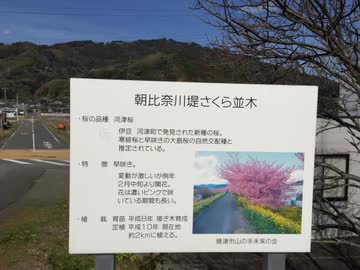 朝比奈川堤さくら並木
・桜の品種 河津桜
伊豆 河津町で発見された新種の桜。
寒緋桜と早咲きの大島桜の自然交配種と
推定されている。
・特 徴 早咲き。
変動が激しいが例年
2月中旬より開花。
花は濃いピンクで咲
いている期間も長い。
・植 栽 育苗 平成8年 接ぎ木育成
定植 平成10年 現在地
約2kmに植える。
焼津市山の手未来の会